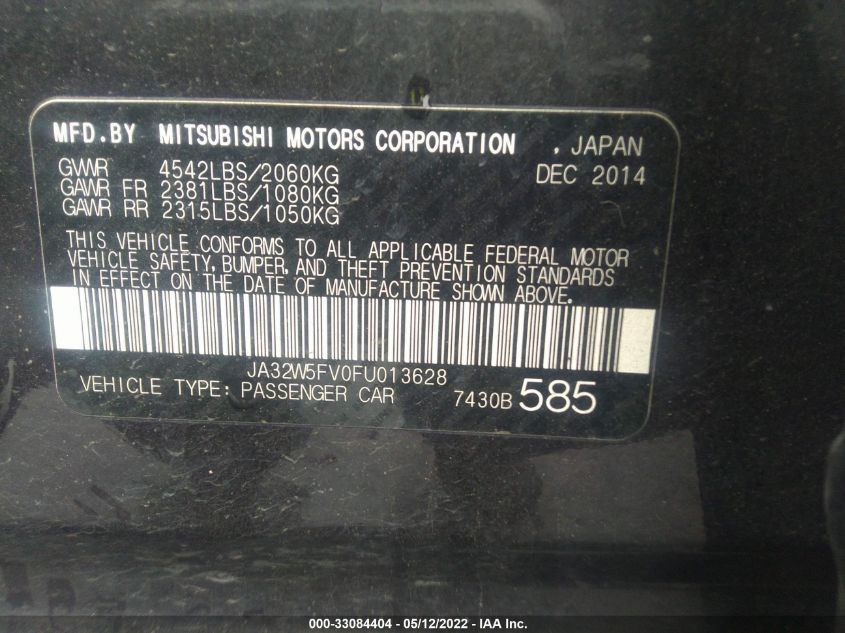 MFD.BY MITSUBISHI MOTORS CORPORATION , JAPAN
GVWR 4542LBS/2060KG DEC 2014
GAWR FR 2381LBS/1080KG
GAWR RR 2315LBS/1050KG
THIS VEHICLE CONFORMS TO ALL APPLICABLE FEDERAL MOTOR
VEHICLE SAFETY, BUMPER, AND THEFT PREVENTION STANDARDS
IN EFFECT ON THE DATE OF MANUFACTURE SHOWN ABOVE.
JA32W5FV0FU013628
VEHICLE TYPE: PASSENGER CAR 7430B 585
000-33084404 - 05/12/2022 - IAA Inc.